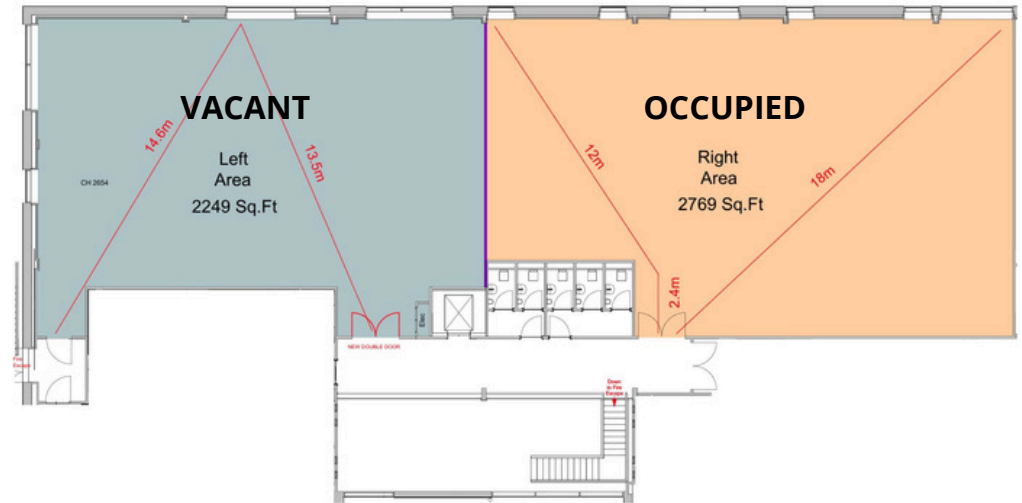 VACANT
OCCUPIED
14.6m
13.5m
12m
18m
Left
Area
2249 Sq.Ft
Right
Area
2769 Sq.Ft
CH 2654
2.4m
Elec
NEW DOUBLE DOOR
Fire
Escape
Down
to Fire
Escape